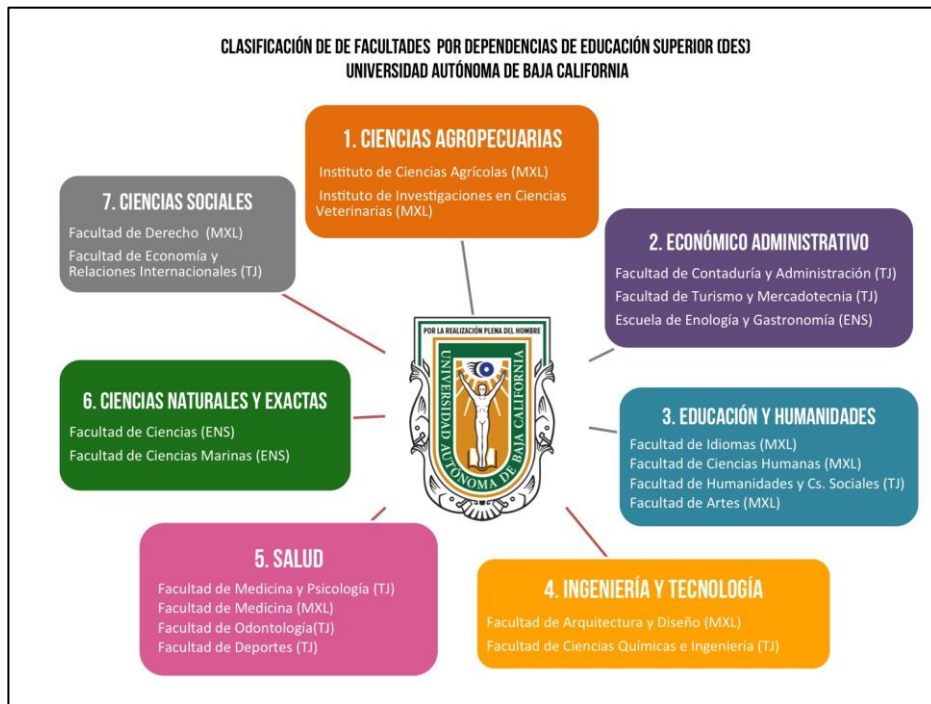 CLASIFICACIÓN DE DE FACULTADES POR DEPENDENCIAS DE EDUCACIÓN SUPERIOR (DES)
UNIVERSIDAD AUTÓNOMA DE BAJA CALIFORNIA
1. CIENCIAS AGROPECUARIAS
Instituto de Ciencias Agrícolas (MXL)
Instituto de Investigaciones en Ciencias
Veterinarias (MXL)
2. ECONÓMICO ADMINISTRATIVO
Facultad de Contaduría y Administración (TJ)
Facultad de Turismo y Mercadotecnia (TJ)
Escuela de Enología y Gastronomía (ENS)
3. EDUCACIÓN Y HUMANIDADES
Facultad de Idiomas (MXL)
Facultad de Ciencias Humanas (MXL)
Facultad de Humanidades y Cs. Sociales (TJ)
Facultad de Artes (MXL)
4. INGENIERÍA Y TECNOLOGÍA
Facultad de Arquitectura y Diseño (MXL)
Facultad de Ciencias Químicas e Ingeniería (TJ)
5. SALUD
Facultad de Medicina y Psicología (TJ)
Facultad de Medicina (MXL)
Facultad de Odontología(TJ)
Facultad de Deportes (TJ)
6. CIENCIAS NATURALES Y EXACTAS
Facultad de Ciencias (ENS)
Facultad de Ciencias Marinas (ENS)
7. CIENCIAS SOCIALES
Facultad de Derecho (MXL)
Facultad de Economía y
Relaciones Internacionales (TJ)
POR LA REALIZACIÓN PLENA DEL HOMBRE
UNIVERSIDAD AUTÓNOMA DE BAJA CALIFORNIA